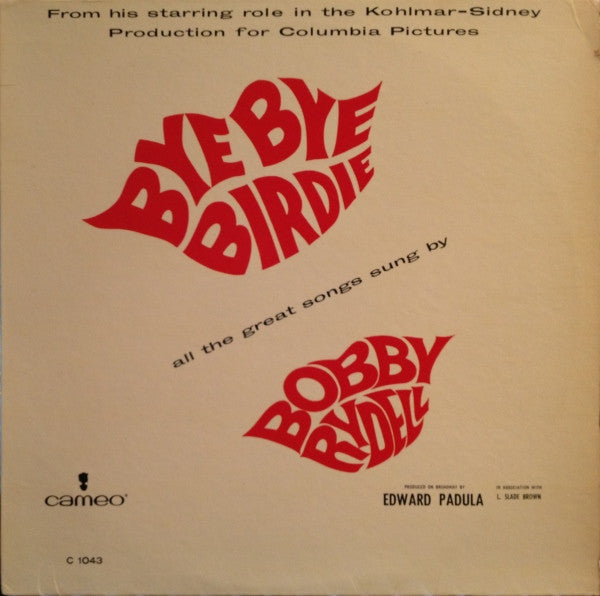 From his starring role in the Kohlmar-Sidney
Production for Columbia Pictures
BYE BYE
BIRDIE
all the great songs sung by
BOBBY
RYDELL
cameo®
PRODUCED ON BROADWAY BY
EDWARD PADULA
IN ASSOCIATION WITH
L. SLADE BROWN
C 1043